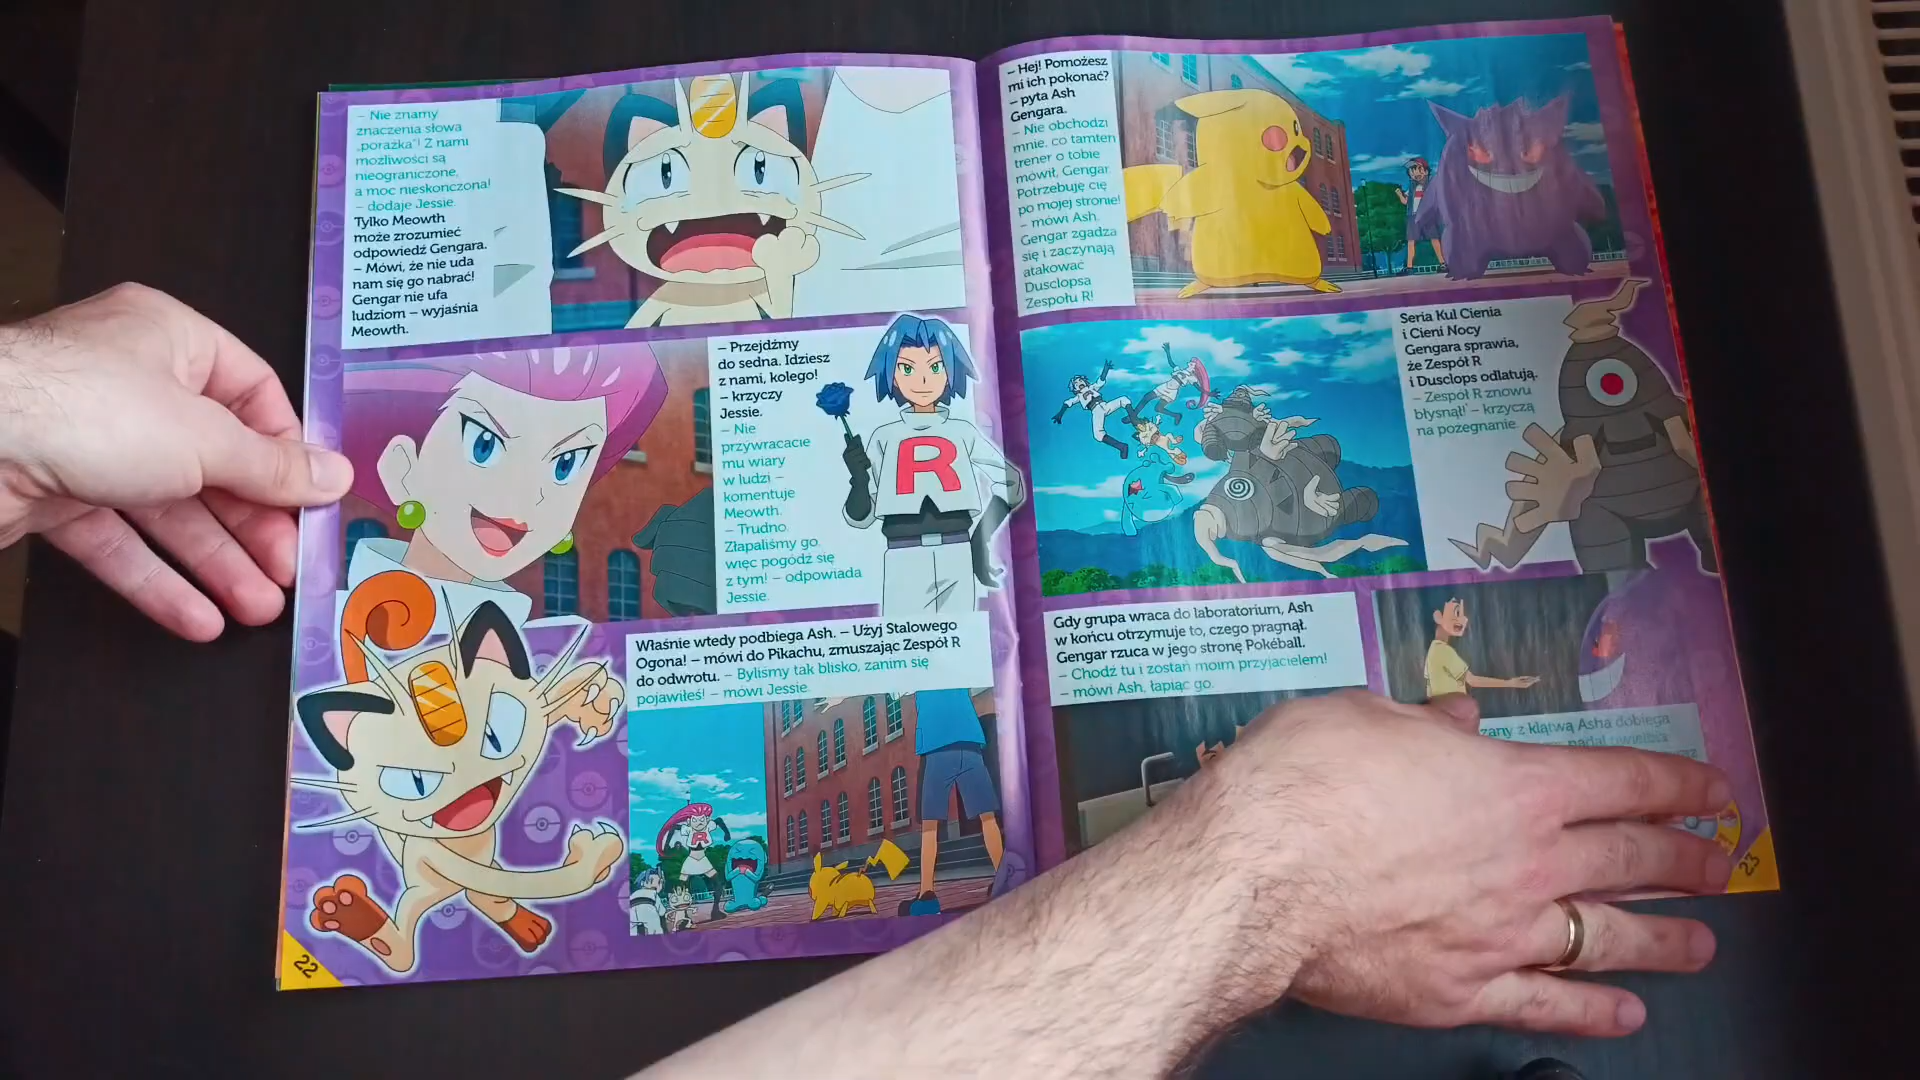 – Nie znamy
znaczenia słowa
„porażka"! Z nami
możliwości są
nieograniczone,
a moc nieskończona!
– dodaje Jessie.
Tylko Meowth
może zrozumieć
odpowiedź Gengara.
– Mówi, że nie uda
nam się go nabrać!
Gengar nie ufa
ludziom – wyjaśnia
Meowth.
– Przejdźmy
do sedna. Idziesz
z nami, kolego!
– krzyczy
Jessie.
– Nie
przywracacie
mu wiary
w ludzi –
komentuje
Meowth.
– Trudno.
Złapaliśmy go,
więc pogódź się
z tym! – odpowiada
Jessie.
R
Właśnie wtedy podbiega Ash. – Użyj Stalowego
Ogona! – mówi do Pikachu, zmuszając Zespół R
do odwrotu. – Byliśmy tak blisko, zanim się
pojawiłeś! – mówi Jessie.
R
22
– Hej! Pomożesz
mi ich pokonać?
– pyta Ash
Gengara.
– Nie obchodzi
mnie, co tamten
trener o tobie
mówił, Gengar.
Potrzebuję cię
po mojej stronie!
– mówi Ash.
Gengar zgadza
się i zaczynają
atakować
Dusclopsa
Zespołu R!
Seria Kul Cienia
i Cieni Nocy
Gengara sprawia,
że Zespół R
i Dusclops odlatują.
– Zespół R znowu
błysnął! – krzyczą
na pożegnanie.
Gdy grupa wraca do laboratorium, Ash
w końcu otrzymuje to, czego pragnął.
Gengar rzuca w jego stronę Pokéball.
– Chodź tu i zostań moim przyjacielem!
– mówi Ash, łapiąc go.
zany z klątwą Asha dobiega
nadal uwielbia
23